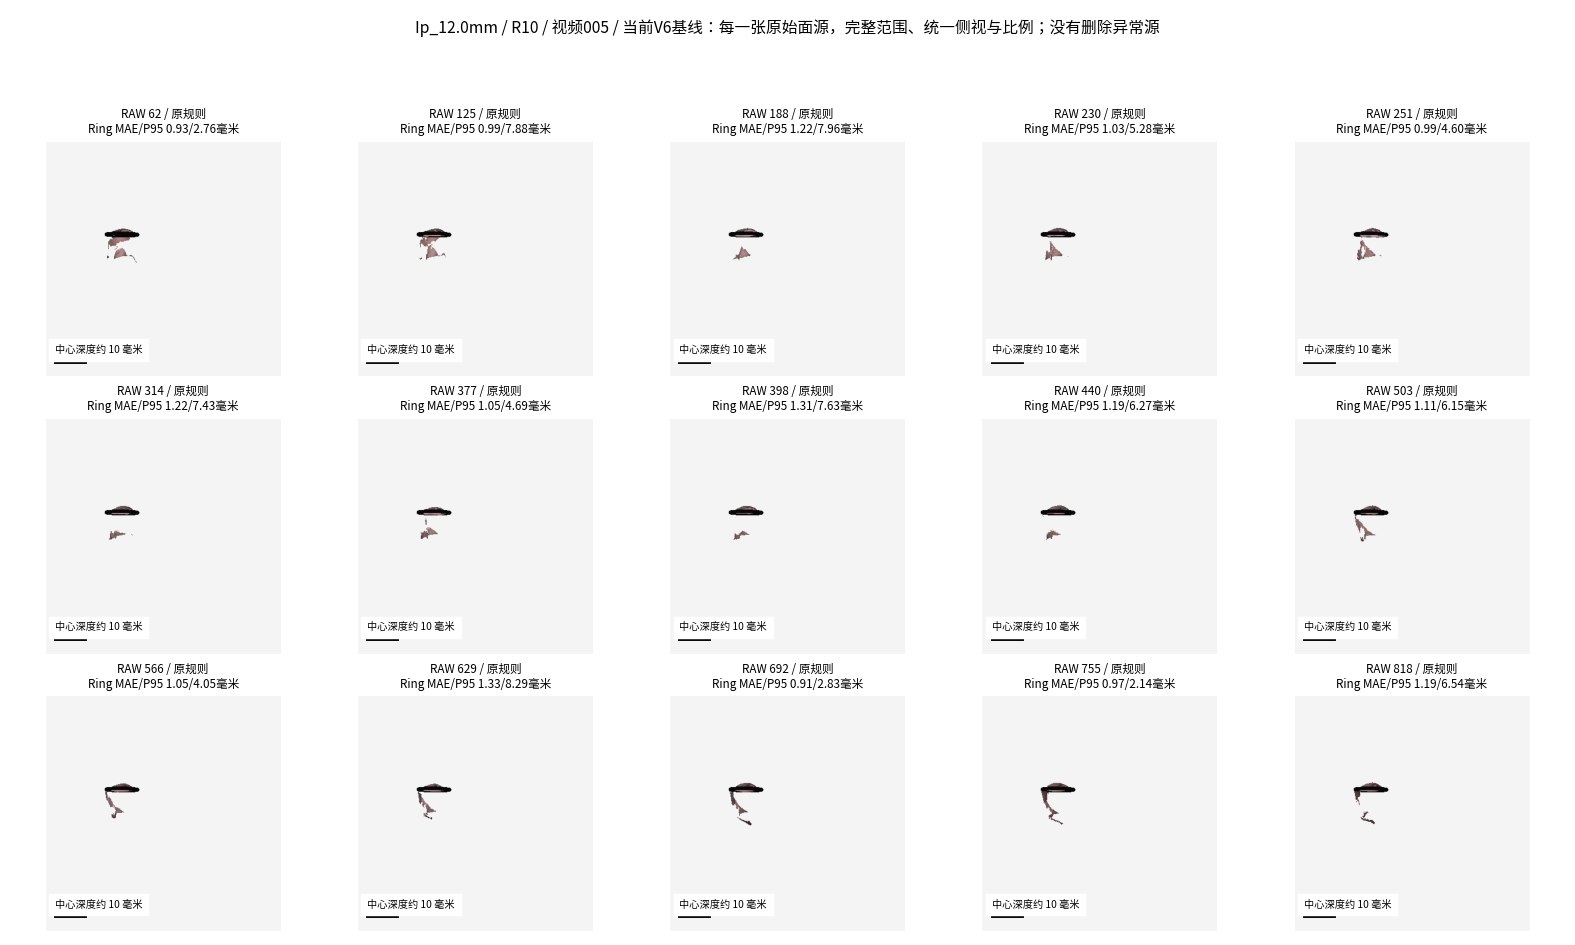 Ip_12.0mm / R10 / 视频005 / 当前V6基线：每一张原始面源，完整范围、统一侧视与比例；没有删除异常源
RAW 62 / 原规则
Ring MAE/P95 0.93/2.76毫米
RAW 125 / 原规则
Ring MAE/P95 0.99/7.88毫米
RAW 188 / 原规则
Ring MAE/P95 1.22/7.96毫米
RAW 230 / 原规则
Ring MAE/P95 1.03/5.28毫米
RAW 251 / 原规则
Ring MAE/P95 0.99/4.60毫米
中心深度约 10 毫米
中心深度约 10 毫米
中心深度约 10 毫米
中心深度约 10 毫米
中心深度约 10 毫米
RAW 314 / 原规则
Ring MAE/P95 1.22/7.43毫米
RAW 377 / 原规则
Ring MAE/P95 1.05/4.69毫米
RAW 398 / 原规则
Ring MAE/P95 1.31/7.63毫米
RAW 440 / 原规则
Ring MAE/P95 1.19/6.27毫米
RAW 503 / 原规则
Ring MAE/P95 1.11/6.15毫米
中心深度约 10 毫米
中心深度约 10 毫米
中心深度约 10 毫米
中心深度约 10 毫米
中心深度约 10 毫米
RAW 566 / 原规则
Ring MAE/P95 1.05/4.05毫米
RAW 629 / 原规则
Ring MAE/P95 1.33/8.29毫米
RAW 692 / 原规则
Ring MAE/P95 0.91/2.83毫米
RAW 755 / 原规则
Ring MAE/P95 0.97/2.14毫米
RAW 818 / 原规则
Ring MAE/P95 1.19/6.54毫米
中心深度约 10 毫米
中心深度约 10 毫米
中心深度约 10 毫米
中心深度约 10 毫米
中心深度约 10 毫米